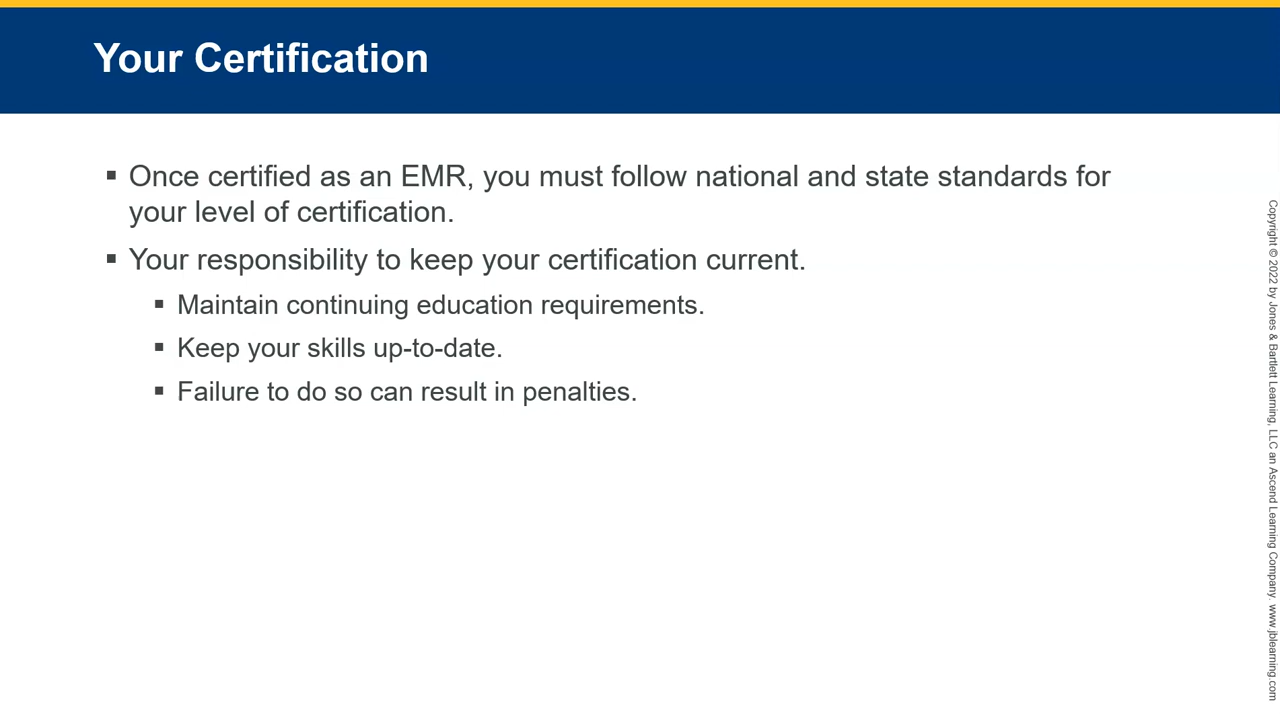 Your Certification
▪ Once certified as an EMR, you must follow national and state standards for
your level of certification.
▪ Your responsibility to keep your certification current.
▪ Maintain continuing education requirements.
▪ Keep your skills up-to-date.
▪ Failure to do so can result in penalties.
Copyright © 2022 by Jones & Bartlett Learning, LLC an Ascend Learning Company. www.jblearning.com